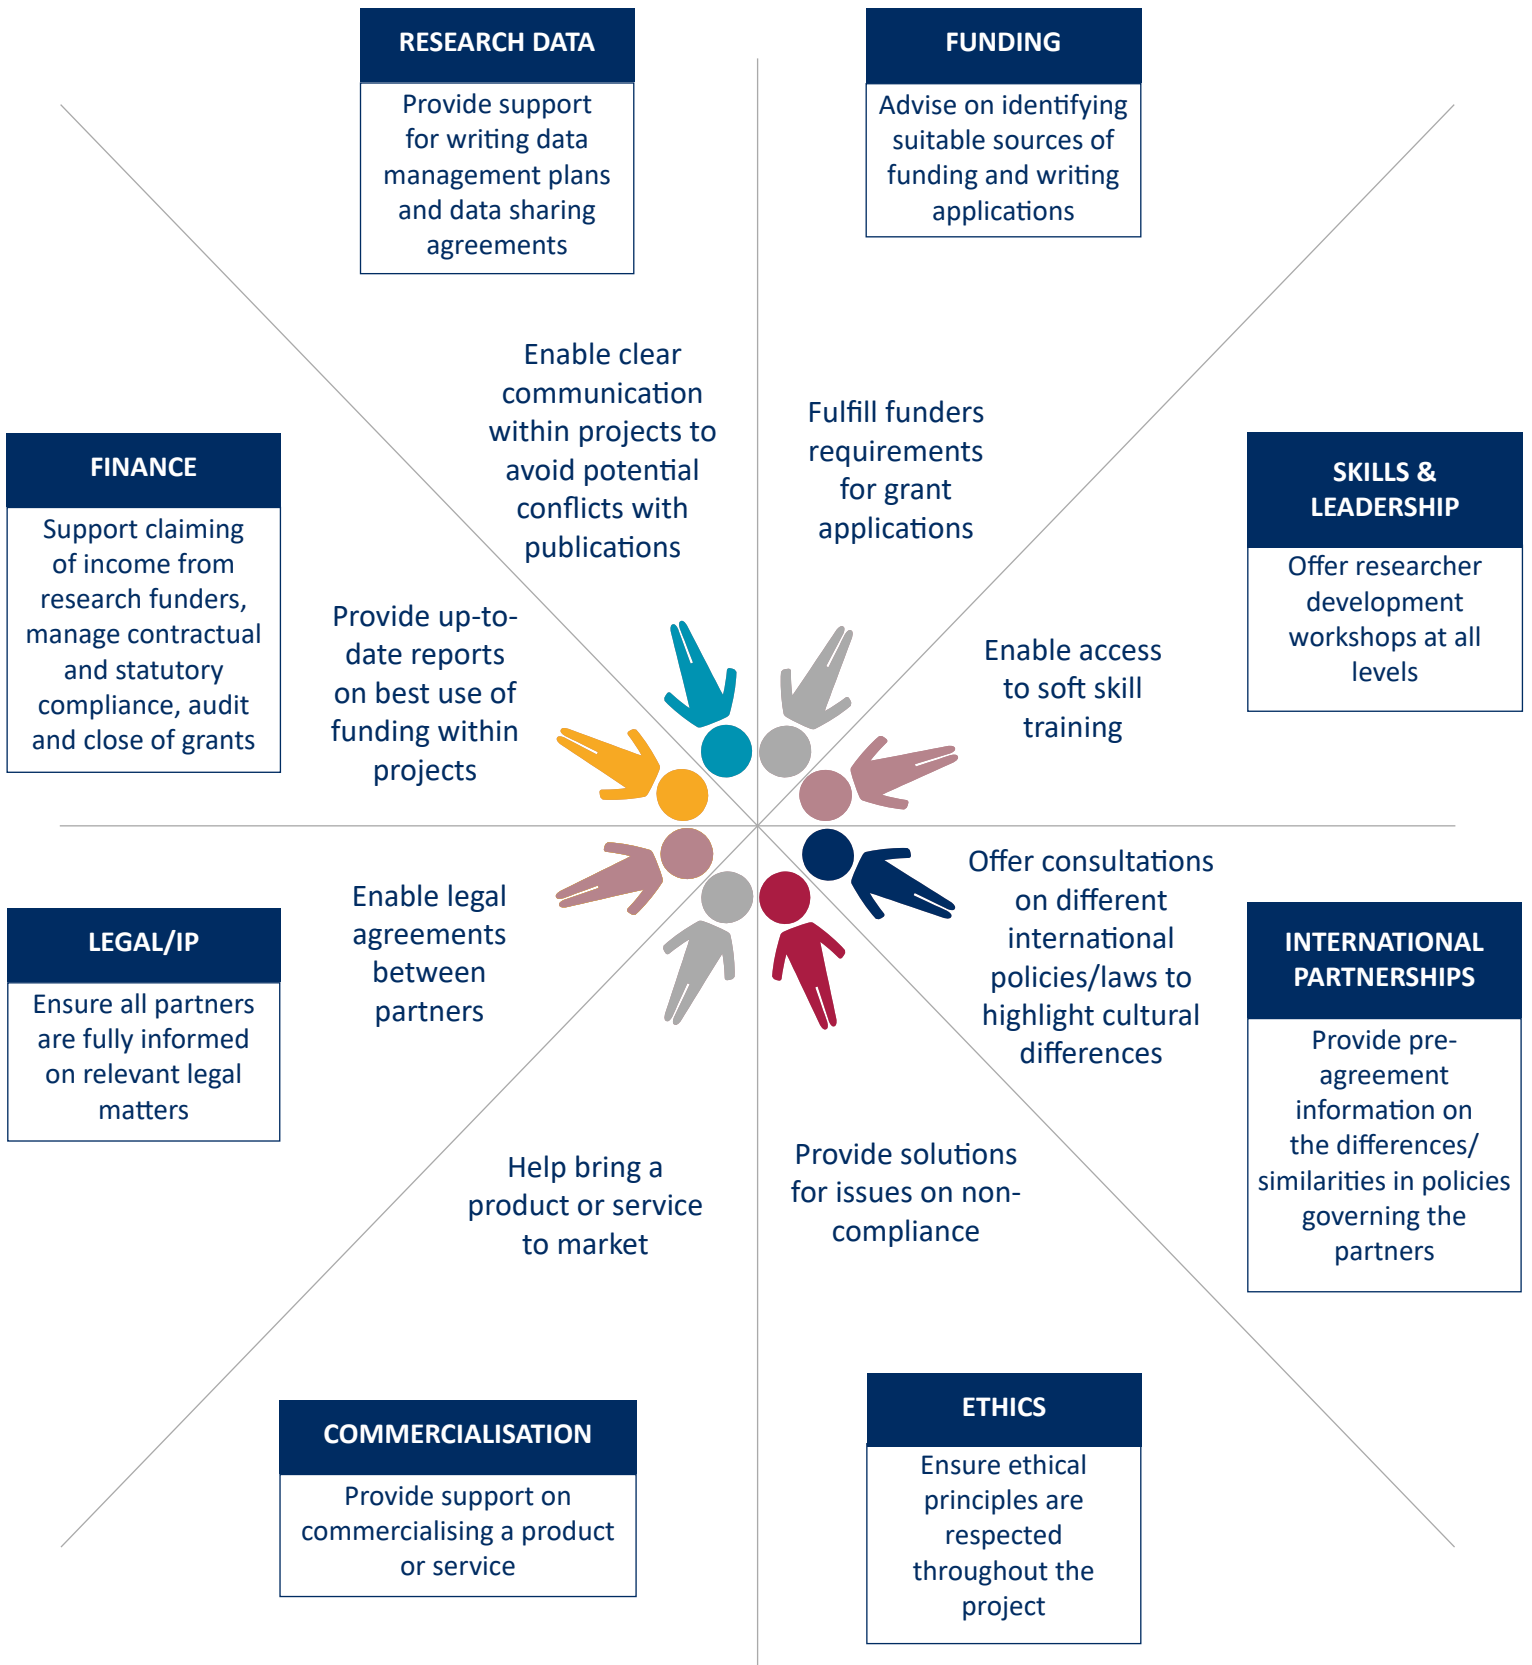 RESEARCH DATA
Provide support
for writing data
management plans
and data sharing
agreements
FUNDING
Advise on identifying
suitable sources of
funding and writing
applications
Enable clear
communication
within projects to
avoid potential
conflicts with
publications
Fulfill funders
requirements
for grant
applications
FINANCE
Support claiming
of income from
research funders,
manage contractual
and statutory
compliance, audit
and close of grants
Provide up-to-
date reports
on best use of
funding within
projects
Enable access
to soft skill
training
SKILLS &
LEADERSHIP
Offer researcher
development
workshops at all
levels
LEGAL/IP
Ensure all partners
are fully informed
on relevant legal
matters
Enable legal
agreements
between
partners
Offer consultations
on different
international
policies/laws to
highlight cultural
differences
INTERNATIONAL
PARTNERSHIPS
Provide pre-
agreement
information on
the differences/
similarities in policies
governing the
partners
Help bring a
product or service
to market
Provide solutions
for issues on non-
compliance
COMMERCIALISATION
Provide support on
commercialising a product
or service
ETHICS
Ensure ethical
principles are
respected
throughout the
project